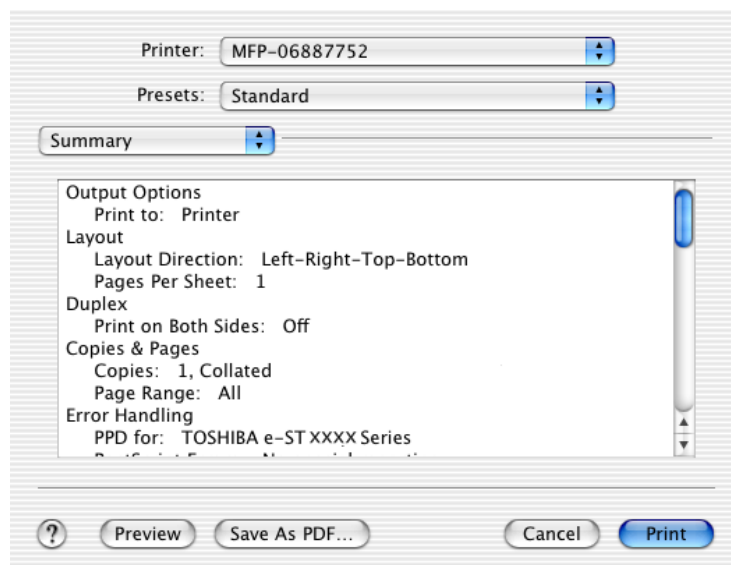 Printer: MFP-06887752
Presets: Standard
Summary
Output Options
Print to: Printer
Layout
Layout Direction: Left-Right-Top-Bottom
Pages Per Sheet: 1
Duplex
Print on Both Sides: Off
Copies & Pages
Copies: 1, Collated
Page Range: All
Error Handling
PPD for: TOSHIBA e-ST XXXX Series
? Preview Save As PDF... Cancel Print